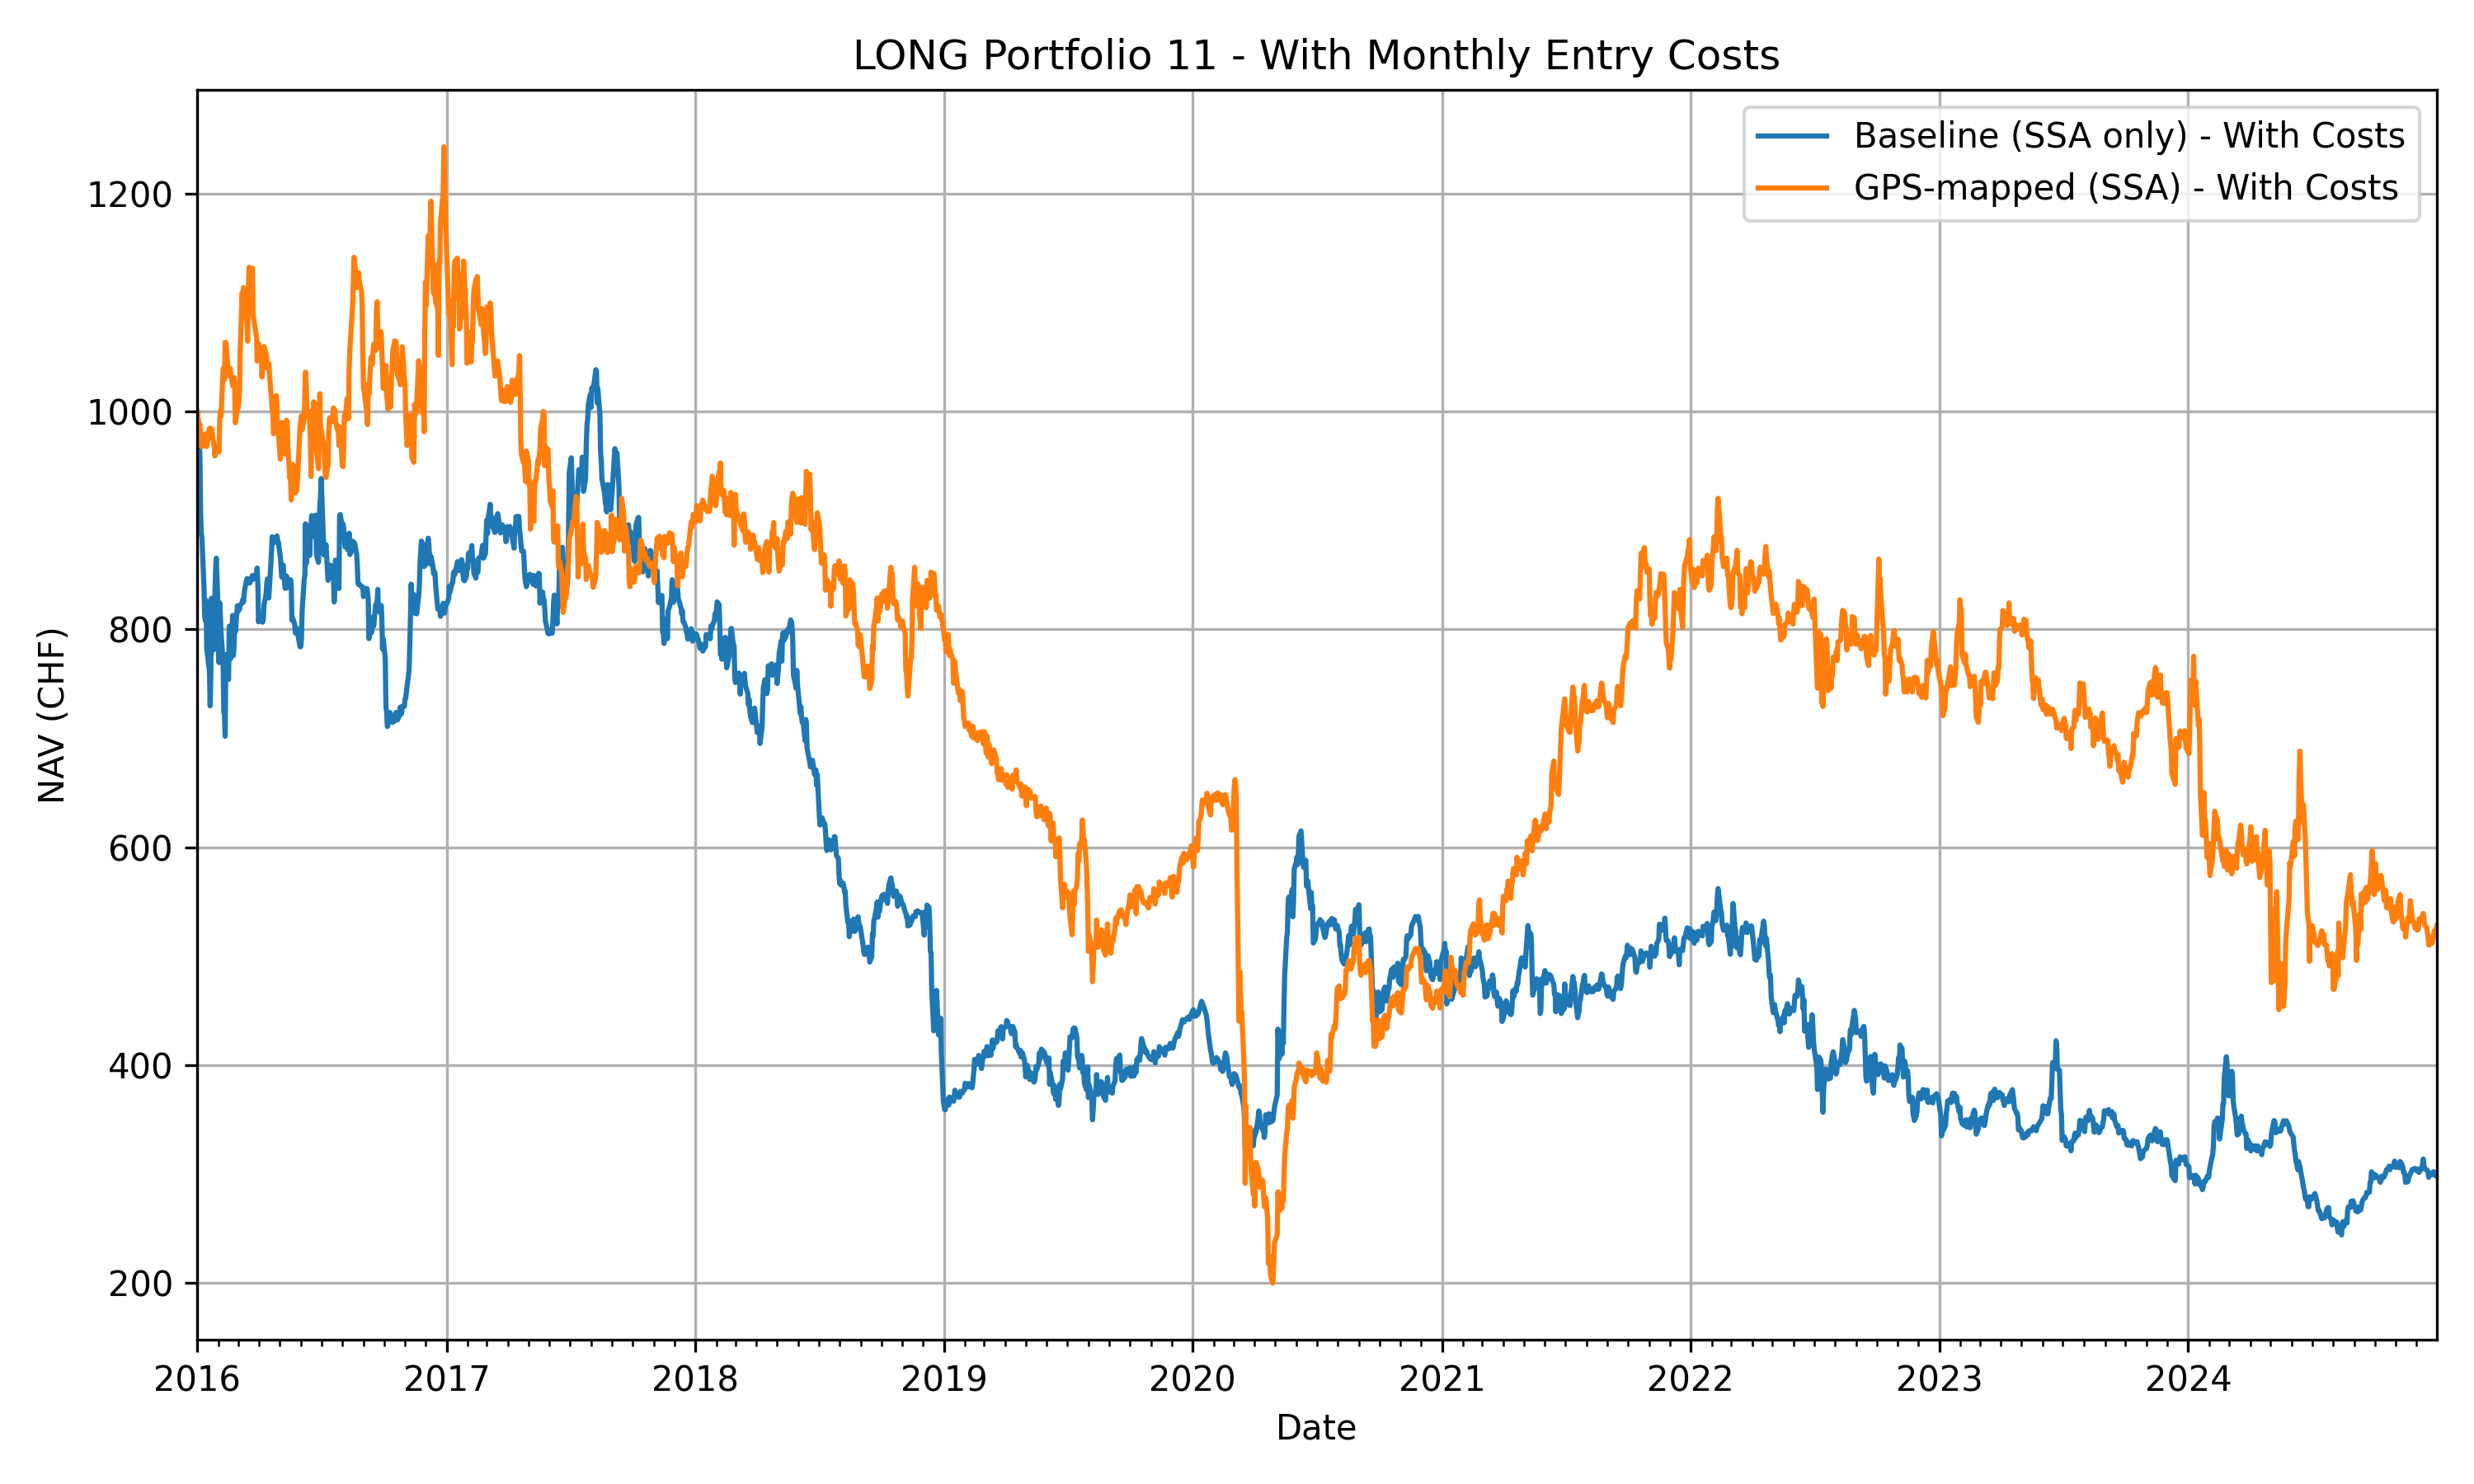 LONG Portfolio 11 - With Monthly Entry Costs
Baseline (SSA only) - With Costs
GPS-mapped (SSA) - With Costs
NAV (CHF)
1200
1000
800
600
400
200
2016 2017 2018 2019 2020 2021 2022 2023 2024
Date